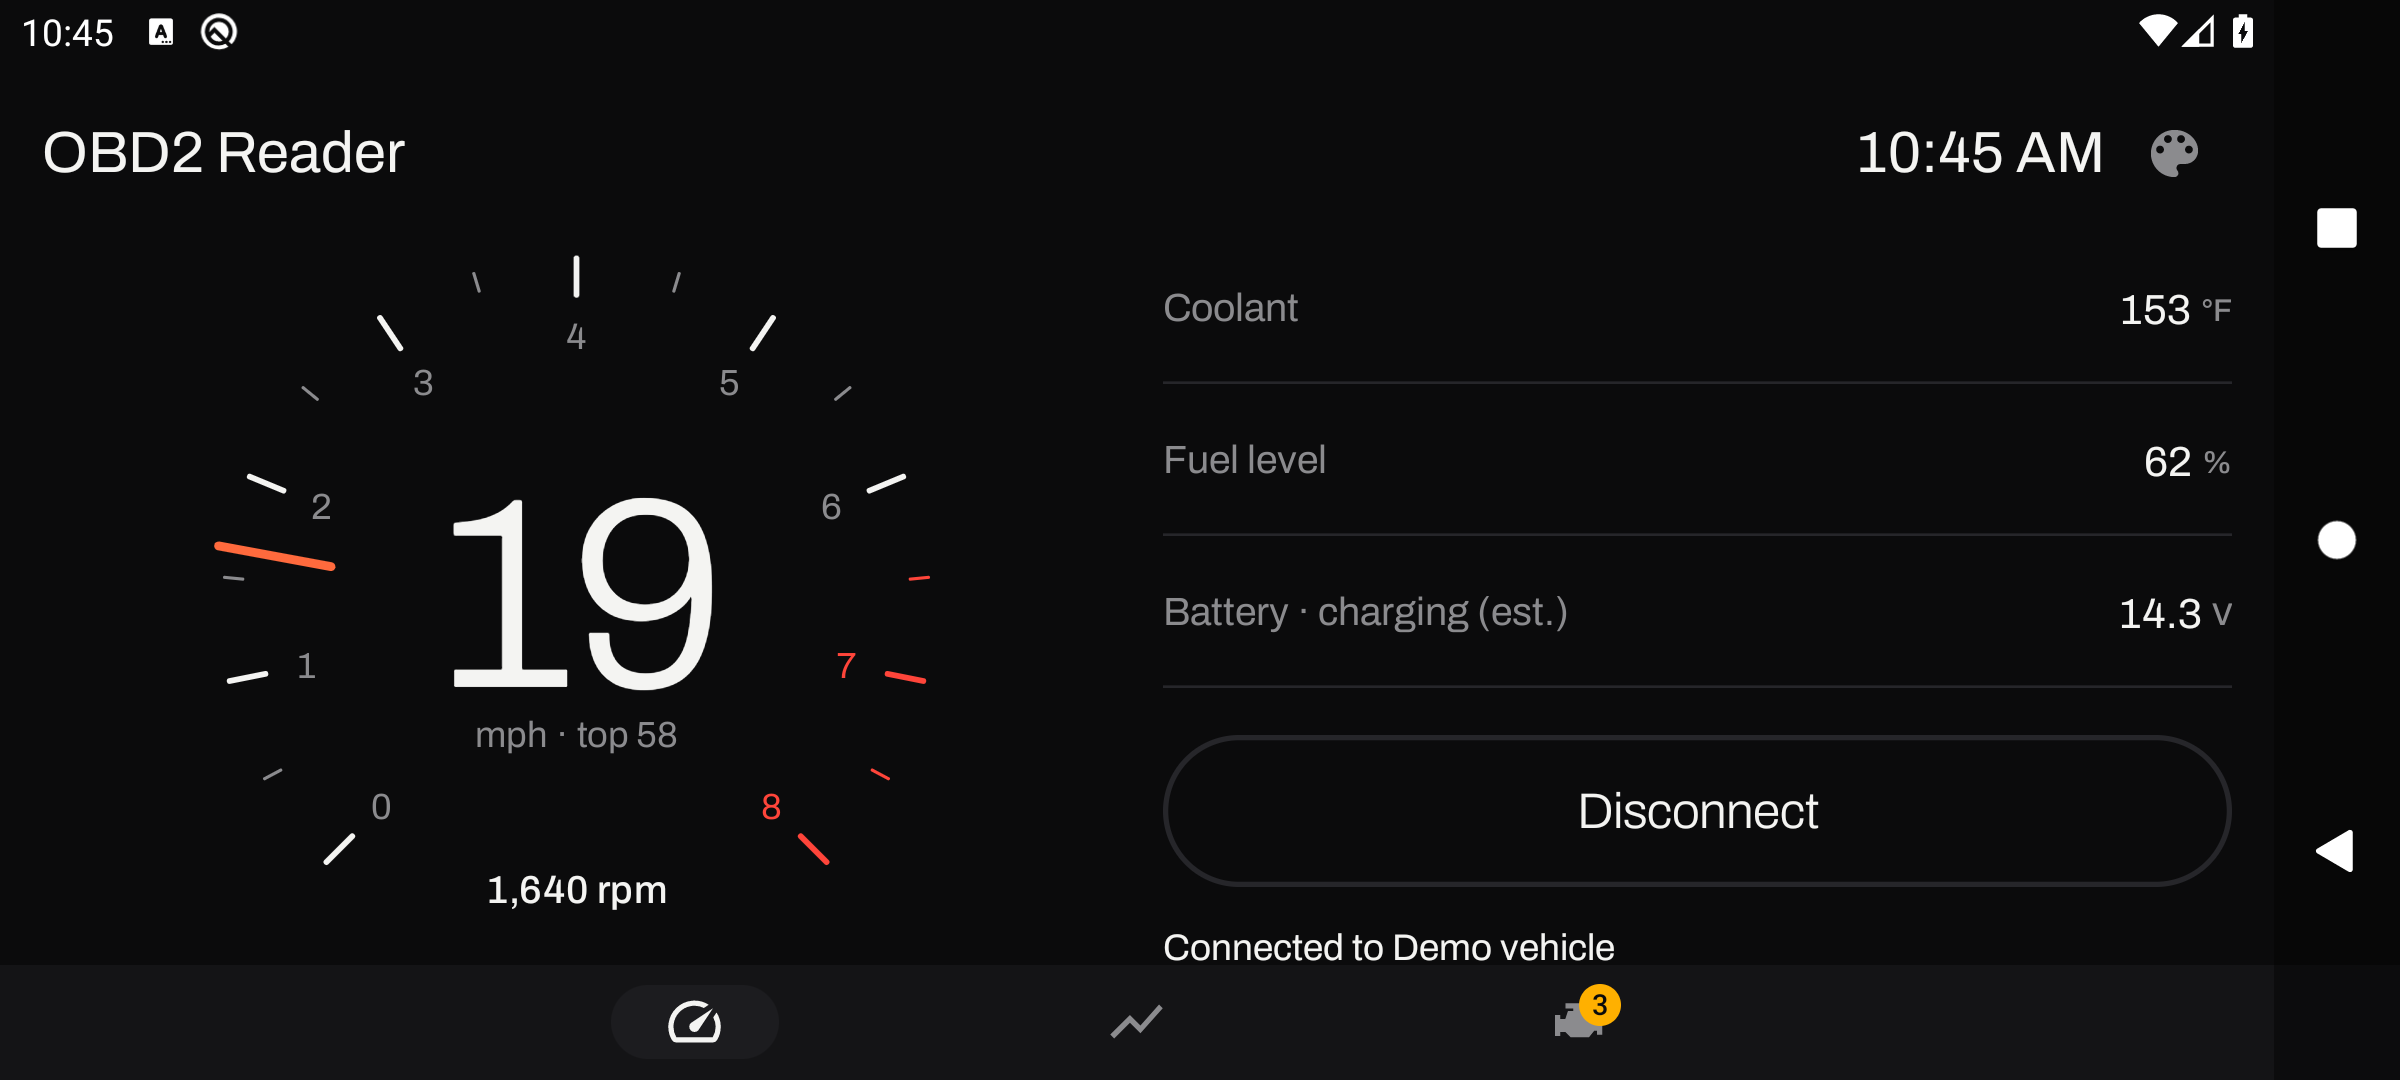 10:45
OBD2 Reader
10:45 AM
4
3
5
2
6
1
7
0
8
19
mph · top 58
1,640 rpm
Coolant 153 °F
Fuel level 62 %
Battery · charging (est.) 14.3 V
Disconnect
Connected to Demo vehicle
3